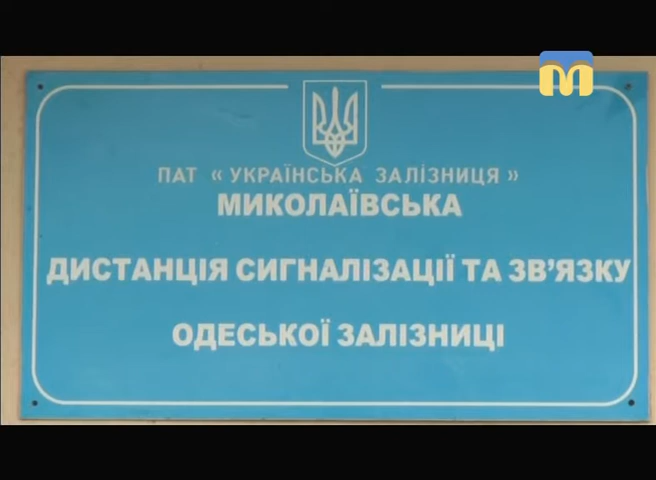 ПАТ « УКРАЇНСЬКА ЗАЛІЗНИЦЯ »
МИКОЛАЇВСЬКА
ДИСТАНЦІЯ СИГНАЛІЗАЦІЇ ТА ЗВ'ЯЗКУ
ОДЕСЬКОЇ ЗАЛІЗНИЦІ